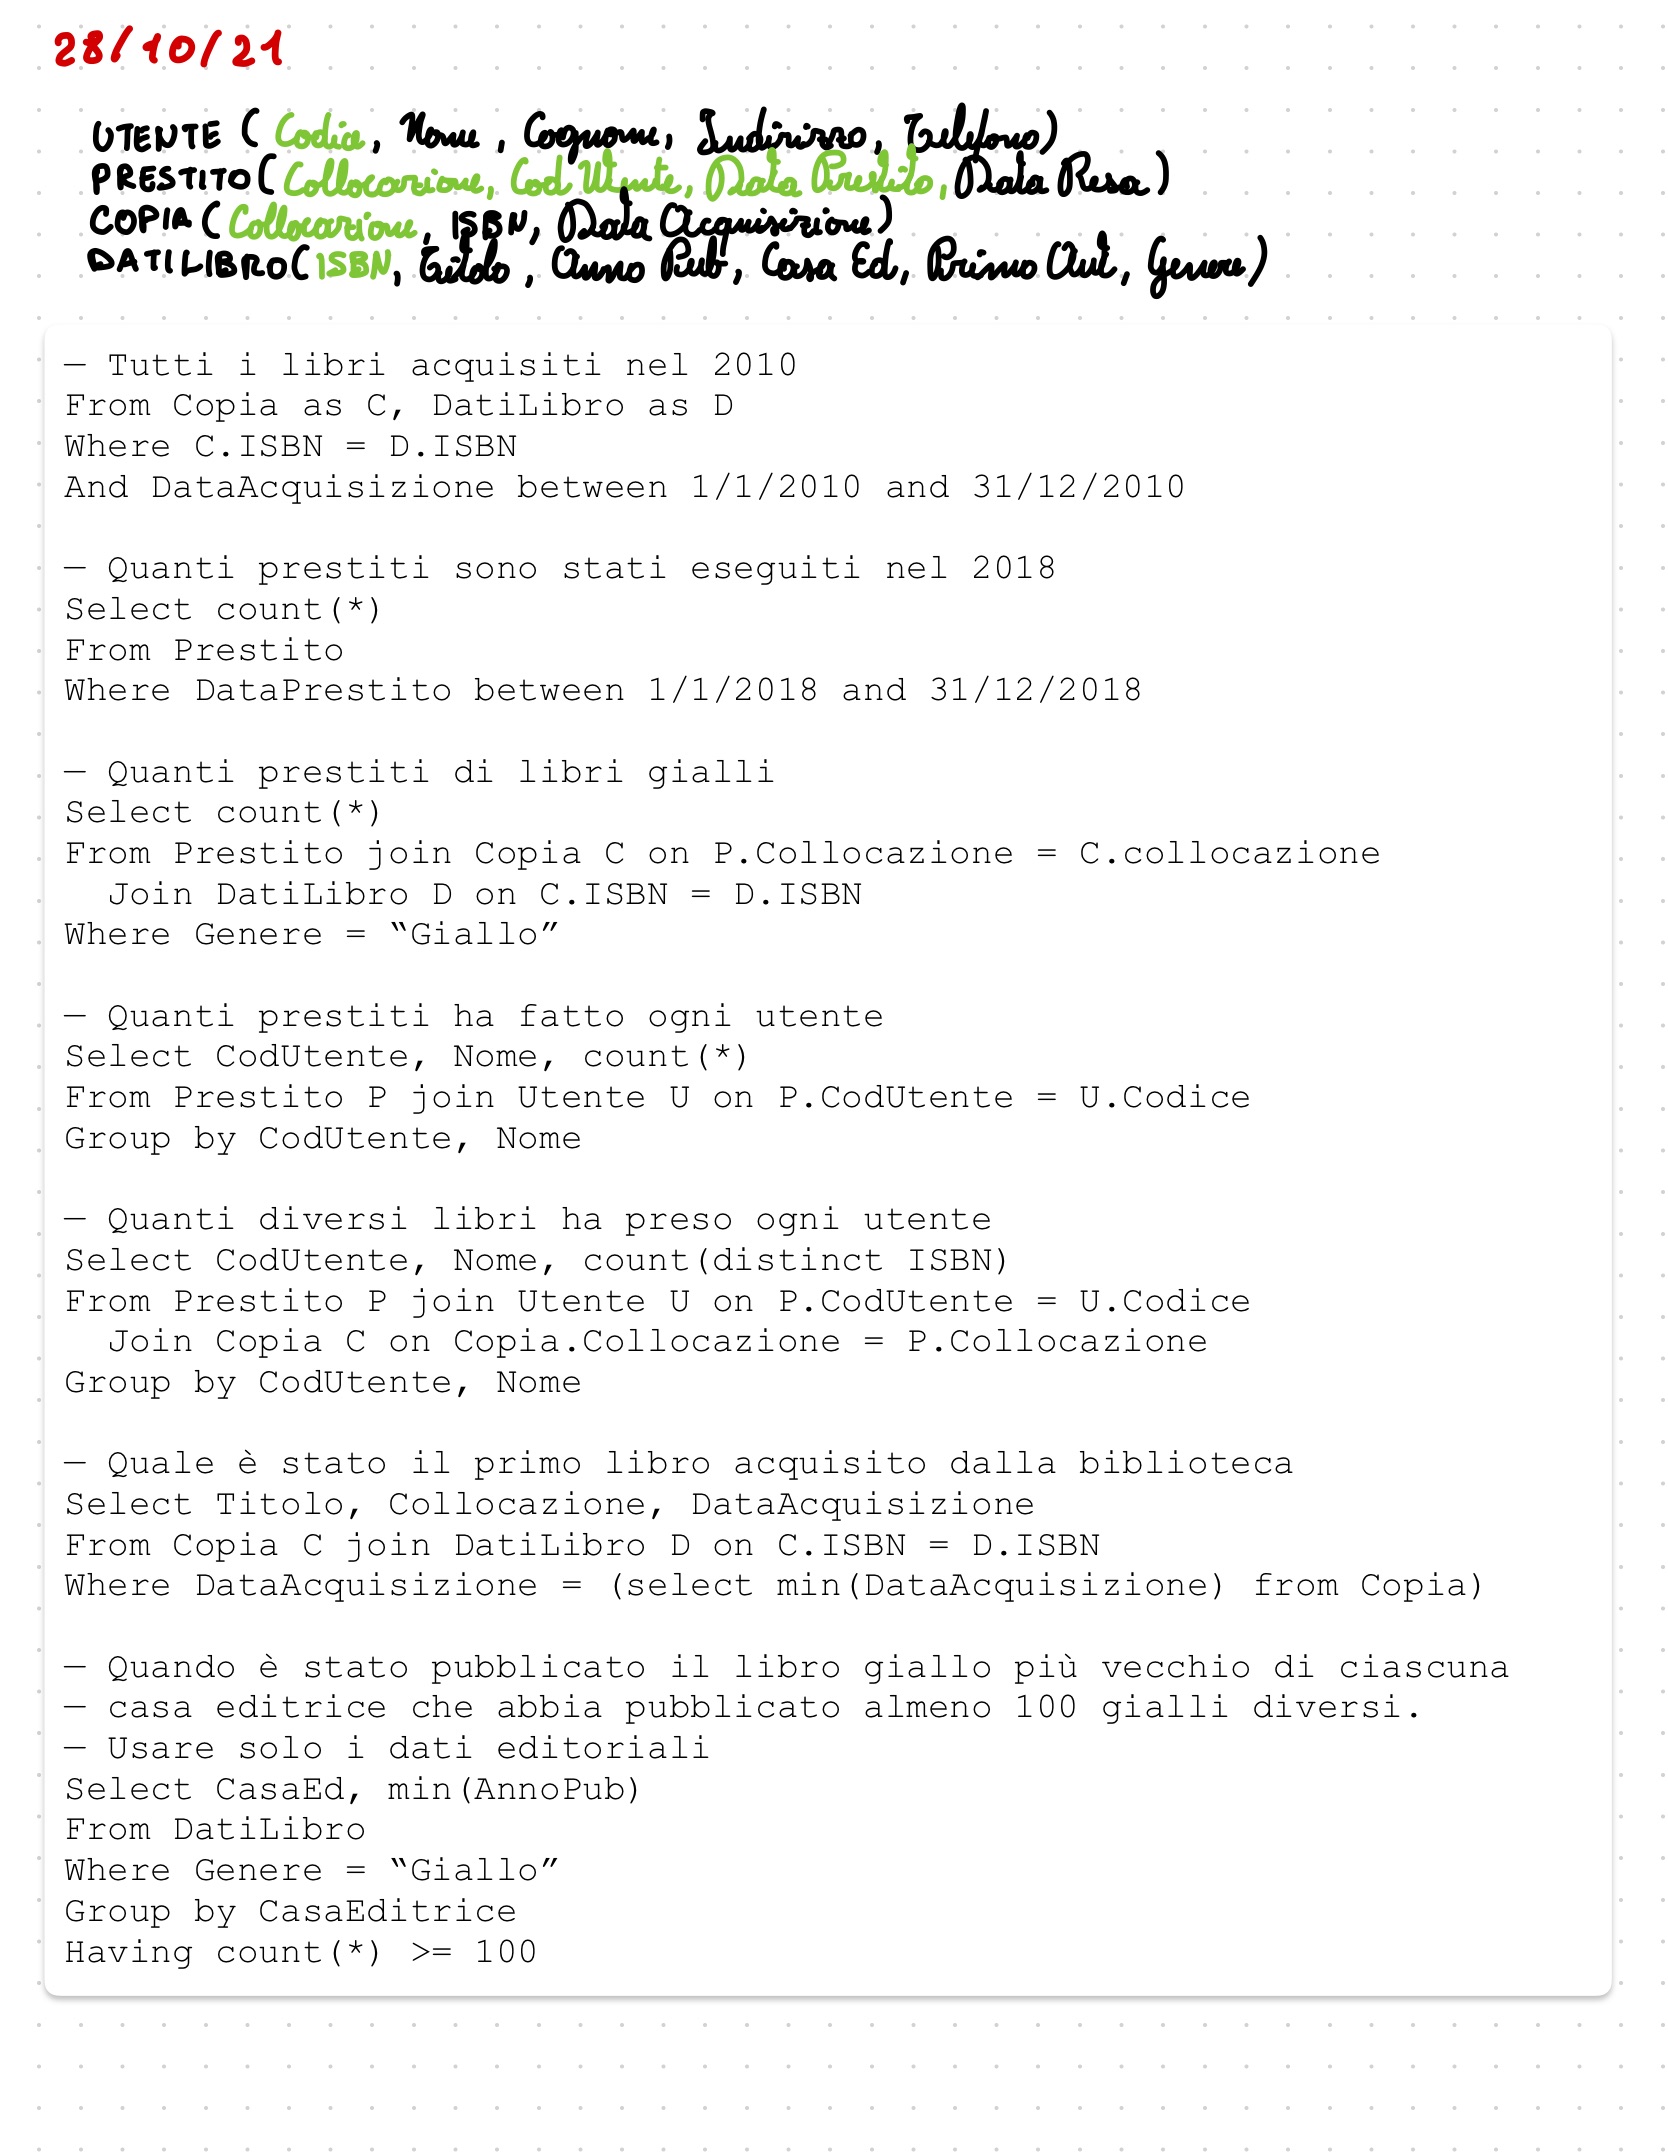 28/10/21
UTENTE (Codice, Nome, Cognome, Indirizzo, Telefono)
PRESTITO(Collocazione, Cod Utente, Data Prestito, Data Resa)
COPIA (Collocazione, ISBN, Data Acquisizione)
DATILIBRO(ISBN, Titolo, Anno Pub, Casa Ed, Primo Aut, Genere)
— Tutti i libri acquisiti nel 2010
From Copia as C, DatiLibro as D
Where C.ISBN = D.ISBN
And DataAcquisizione between 1/1/2010 and 31/12/2010
— Quanti prestiti sono stati eseguiti nel 2018
Select count(*)
From Prestito
Where DataPrestito between 1/1/2018 and 31/12/2018
— Quanti prestiti di libri gialli
Select count(*)
From Prestito join Copia C on P.Collocazione = C.collocazione
Join DatiLibro D on C.ISBN = D.ISBN
Where Genere = “Giallo”
— Quanti prestiti ha fatto ogni utente
Select CodUtente, Nome, count(*)
From Prestito P join Utente U on P.CodUtente = U.Codice
Group by CodUtente, Nome
— Quanti diversi libri ha preso ogni utente
Select CodUtente, Nome, count(distinct ISBN)
From Prestito P join Utente U on P.CodUtente = U.Codice
Join Copia C on Copia.Collocazione = P.Collocazione
Group by CodUtente, Nome
— Quale è stato il primo libro acquisito dalla biblioteca
Select Titolo, Collocazione, DataAcquisizione
From Copia C join DatiLibro D on C.ISBN = D.ISBN
Where DataAcquisizione = (select min(DataAcquisizione) from Copia)
— Quando è stato pubblicato il libro giallo più vecchio di ciascuna
— casa editrice che abbia pubblicato almeno 100 gialli diversi.
— Usare solo i dati editoriali
Select CasaEd, min(AnnoPub)
From DatiLibro
Where Genere = “Giallo”
Group by CasaEditrice
Having count(*) >= 100